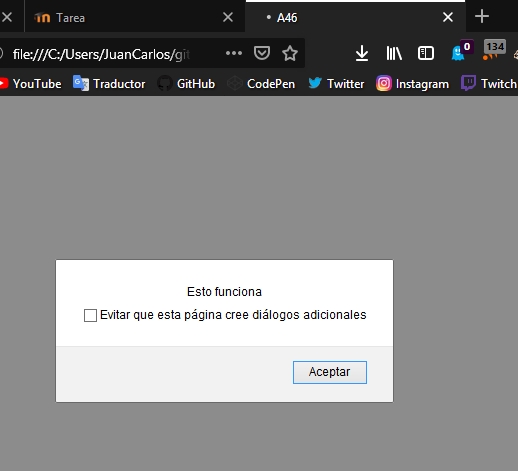 Tarea
A46
file:///C:/Users/JuanCarlos/git
0
134
YouTube
Traductor
GitHub
CodePen
Twitter
Instagram
Twitch
Esto funciona
Evitar que esta página cree diálogos adicionales
Aceptar